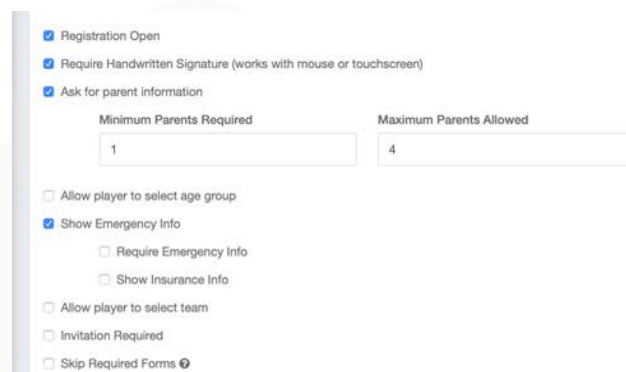 Registration Open
Require Handwritten Signature (works with mouse or touchscreen)
Ask for parent information
Minimum Parents Required Maximum Parents Allowed
1 4
Allow player to select age group
Show Emergency Info
Require Emergency Info
Show Insurance Info
Allow player to select team
Invitation Required
Skip Required Forms ?